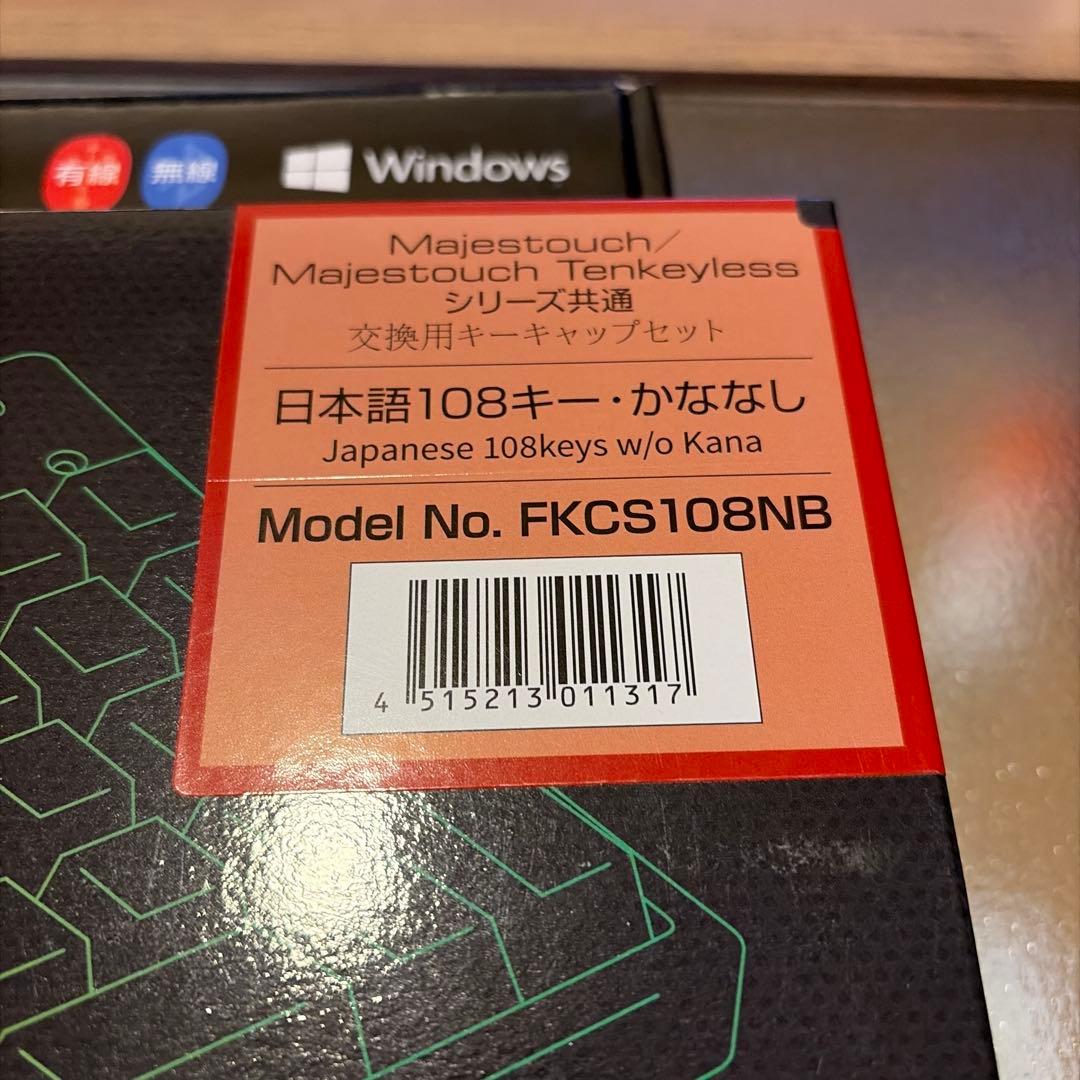 有線 無線 Windows
Majestouch/
Majestouch Tenkeyless
シリーズ共通
交換用キーキャップセット
日本語108キー・かななし
Japanese 108keys w/o Kana
Model No. FKCS108NB
4 515213 011317